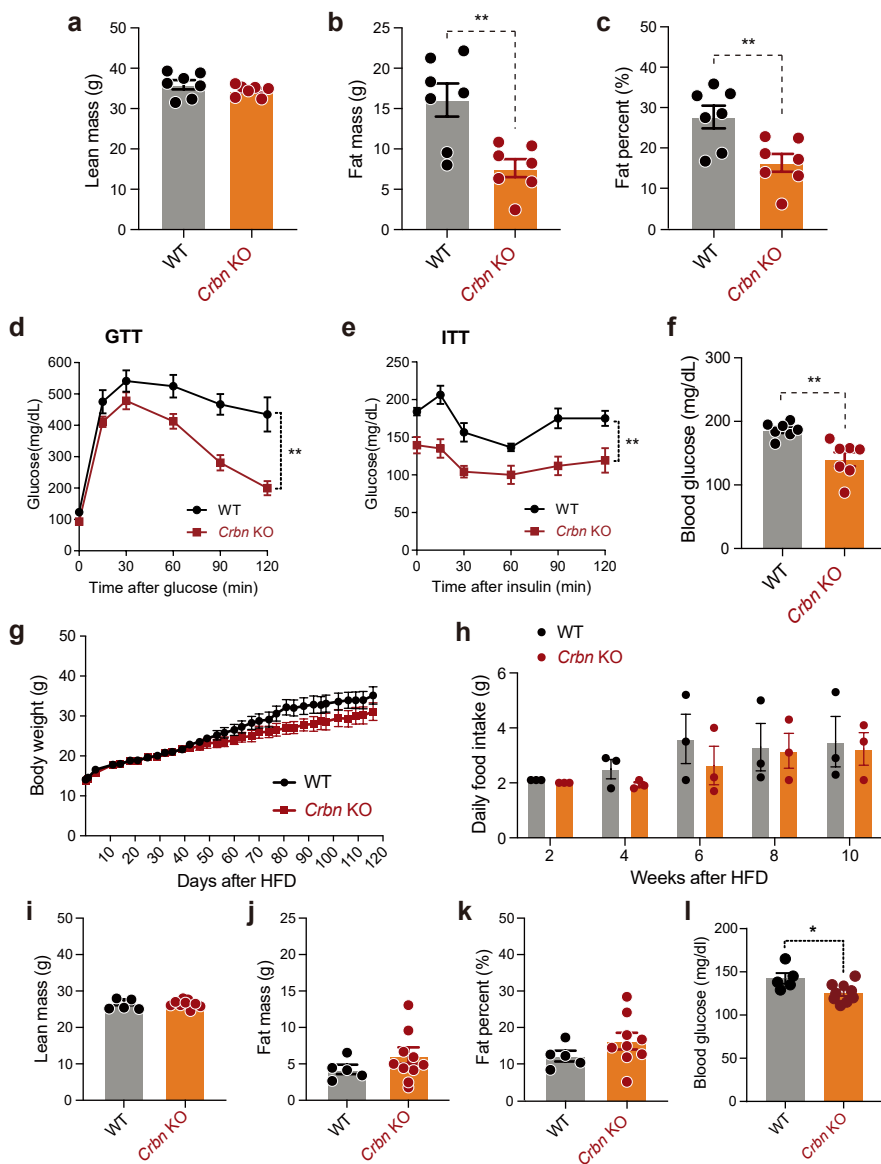 a
Lean mass (g)
50
40
30
20
10
0
WT
Crbn KO
b
Fat mass (g)
25
20
15
10
5
0
**
WT
Crbn KO
c
Fat percent (%)
50
40
30
20
10
0
**
WT
Crbn KO
d
GTT
Glucose(mg/dL)
600
500
400
300
200
100
0
**
WT
Crbn KO
0 30 60 90 120
Time after glucose (min)
e
ITT
Glucose(mg/dL)
250
200
150
100
50
0
**
WT
Crbn KO
0 30 60 90 120
Time after insulin (min)
f
Blood glucose (mg/dL)
300
200
100
0
**
WT
Crbn KO
g
Body weight (g)
50
40
30
20
10
0
WT
Crbn KO
10 20 30 40 50 60 70 80 90 100 110 120
Days after HFD
h
WT
Crbn KO
Daily food intake (g)
6
4
2
0
2 4 6 8 10
Weeks after HFD
i
Lean mass (g)
50
40
30
20
10
0
WT
Crbn KO
j
Fat mass (g)
25
20
15
10
5
0
WT
Crbn KO
k
Fat percent (%)
50
40
30
20
10
0
WT
Crbn KO
l
Blood glucose (mg/dl)
200
150
100
50
0
*
WT
Crbn KO